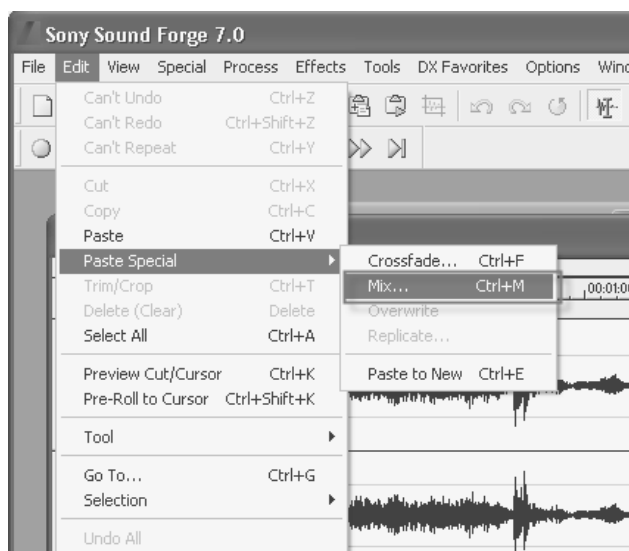 Sony Sound Forge 7.0
File Edit View Special Process Effects Tools DX Favorites Options
Can't Undo Ctrl+Z
Can't Redo Ctrl+Shift+Z
Can't Repeat Ctrl+Y
Cut Ctrl+X
Copy Ctrl+C
Paste Ctrl+V
Paste Special
Trim/Crop Ctrl+T
Delete (Clear) Delete
Select All Ctrl+A
Preview Cut/Cursor Ctrl+K
Pre-Roll to Cursor Ctrl+Shift+K
Tool
Go To... Ctrl+G
Selection
Undo All
Crossfade... Ctrl+F
Mix... Ctrl+M
Overwrite
Replicate...
Paste to New Ctrl+E